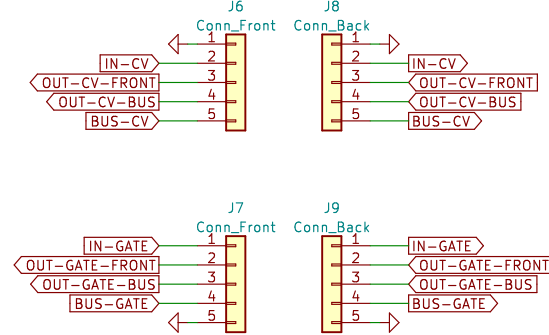 J6 J8
Conn_Front Conn_Back
1 1
IN-CV 2 2 IN-CV
OUT-CV-FRONT 3 3 OUT-CV-FRONT
OUT-CV-BUS 4 4 OUT-CV-BUS
BUS-CV 5 5 BUS-CV
J7 J9
Conn_Front Conn_Back
IN-GATE 1 1 IN-GATE
OUT-GATE-FRONT 2 2 OUT-GATE-FRONT
OUT-GATE-BUS 3 3 OUT-GATE-BUS
BUS-GATE 4 4 BUS-GATE
5 5